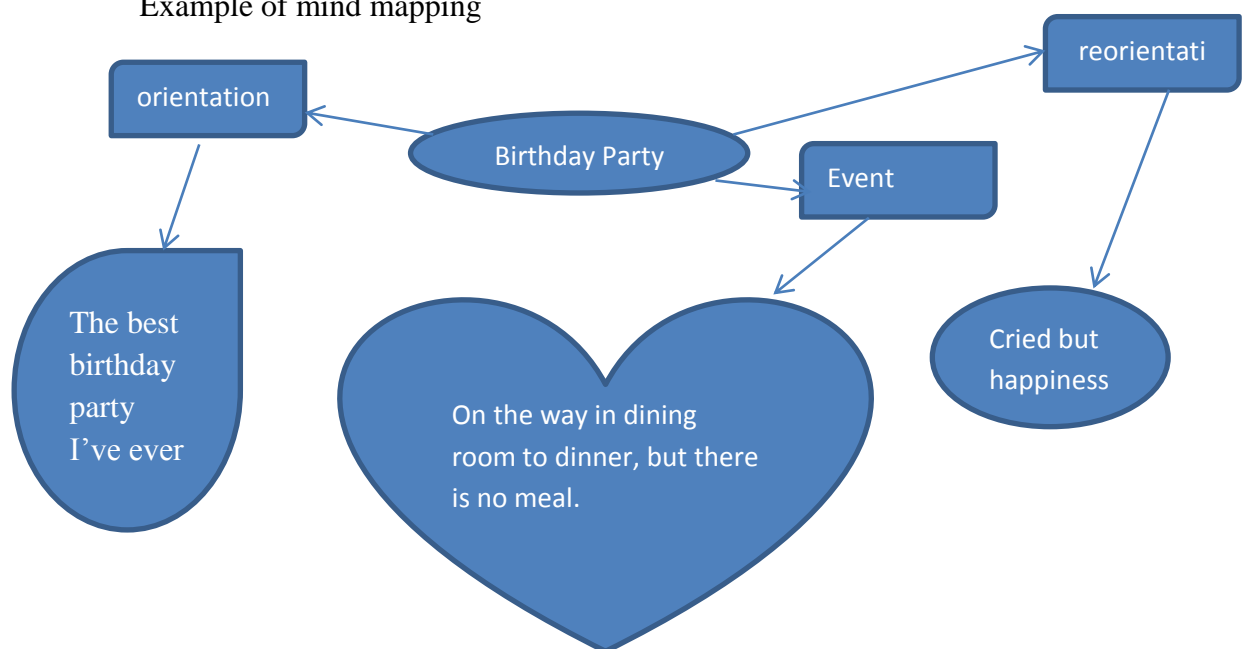 Example of mind mapping
reorientati
orientation
Birthday Party
Event
The best
birthday
party
I've ever
On the way in dining
room to dinner, but there
is no meal.
Cried but
happiness